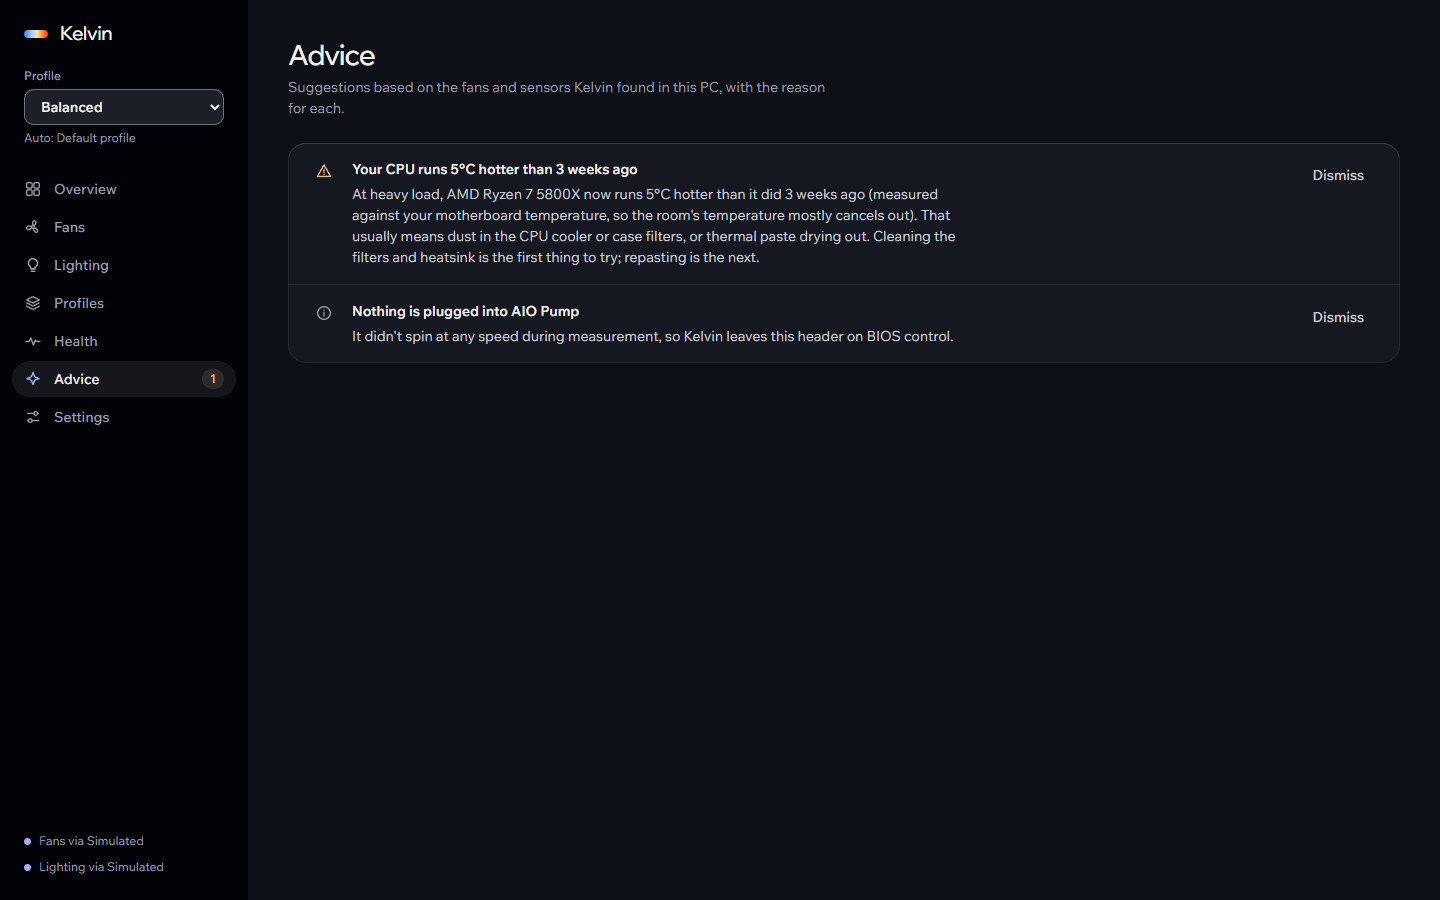 Kelvin
Profile
Balanced
Auto: Default profile
Overview
Fans
Lighting
Profiles
Health
Advice 1
Settings
Fans via Simulated
Lighting via Simulated
Advice
Suggestions based on the fans and sensors Kelvin found in this PC, with the reason
for each.
Your CPU runs 5°C hotter than 3 weeks ago
Dismiss
At heavy load, AMD Ryzen 7 5800X now runs 5°C hotter than it did 3 weeks ago (measured
against your motherboard temperature, so the room's temperature mostly cancels out). That
usually means dust in the CPU cooler or case filters, or thermal paste drying out. Cleaning the
filters and heatsink is the first thing to try; repasting is the next.
Nothing is plugged into AIO Pump
Dismiss
It didn't spin at any speed during measurement, so Kelvin leaves this header on BIOS control.